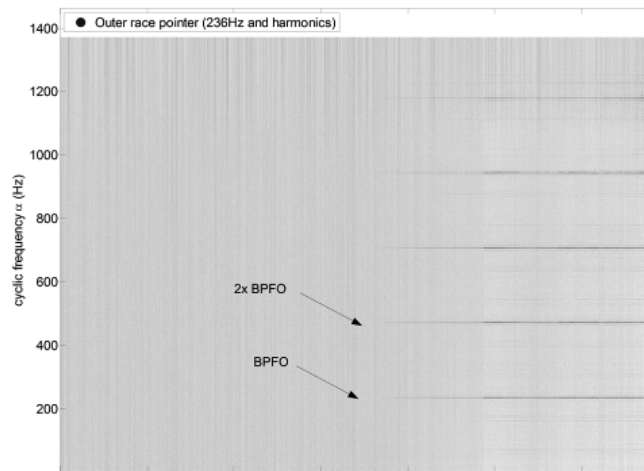 Outer race pointer (236Hz and harmonics)
1400
1200
1000
800
600
400
200
cyclic frequency α (Hz)
2x BPFO
BPFO